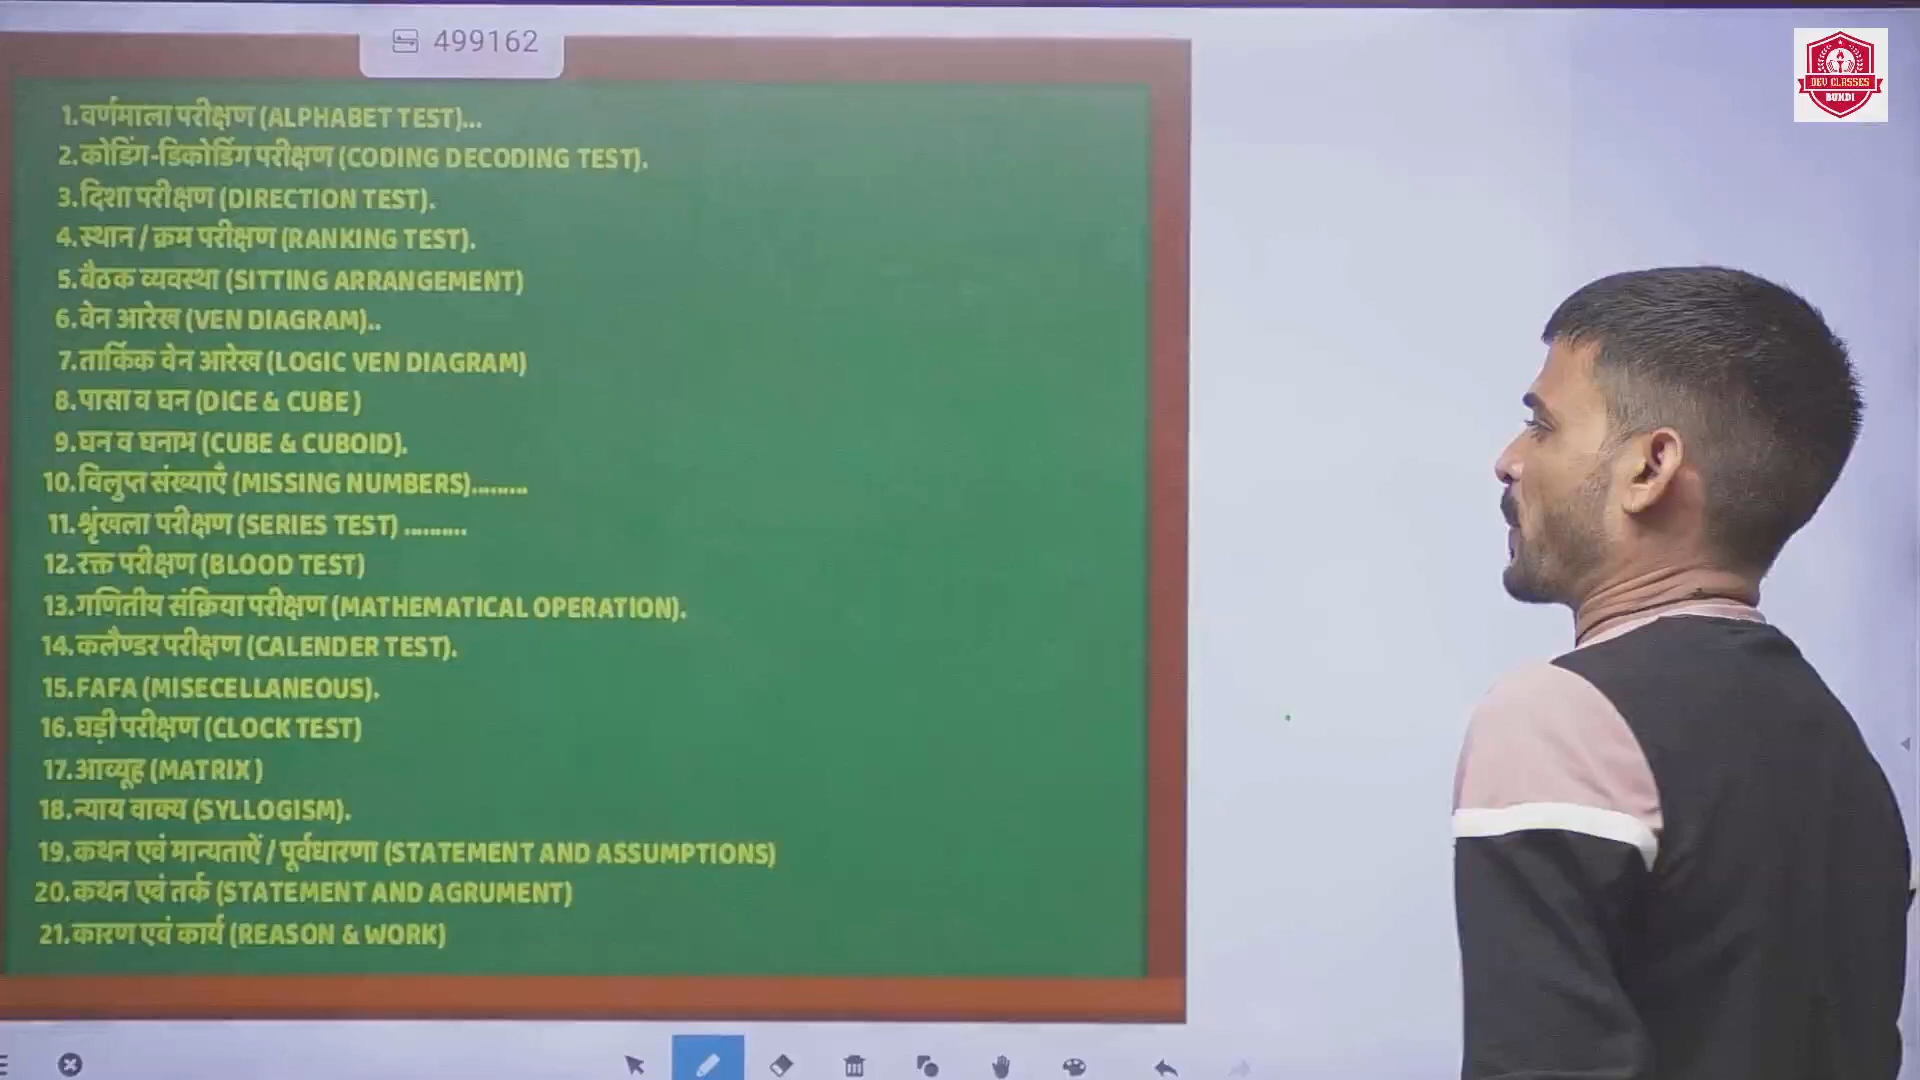 499162
DEV CLASSES
BUNDI
1.वर्णमाला परीक्षण (ALPHABET TEST)...
2.कोडिंग-डिकोडिंग परीक्षण (CODING DECODING TEST).
3.दिशा परीक्षण (DIRECTION TEST).
4.स्थान / क्रम परीक्षण (RANKING TEST).
5.बैठक व्यवस्था (SITTING ARRANGEMENT)
6.वेन आरेख (VEN DIAGRAM)..
7.तार्किक वेन आरेख (LOGIC VEN DIAGRAM)
8.पासा व घन (DICE & CUBE )
9.घन व घनाभ (CUBE & CUBOID).
10.विलुप्त संख्याएँ (MISSING NUMBERS)........
11.श्रृंखला परीक्षण (SERIES TEST) .........
12.रक्त परीक्षण (BLOOD TEST)
13.गणितीय संक्रिया परीक्षण (MATHEMATICAL OPERATION).
14.कलैण्डर परीक्षण (CALENDER TEST).
15.FAFA (MISECELLANEOUS).
16.घड़ी परीक्षण (CLOCK TEST)
17.आव्यूह (MATRIX )
18.न्याय वाक्य (SYLLOGISM).
19.कथन एवं मान्यताऐं / पूर्वधारणा (STATEMENT AND ASSUMPTIONS)
20.कथन एवं तर्क (STATEMENT AND AGRUMENT)
21.कारण एवं कार्य (REASON & WORK)